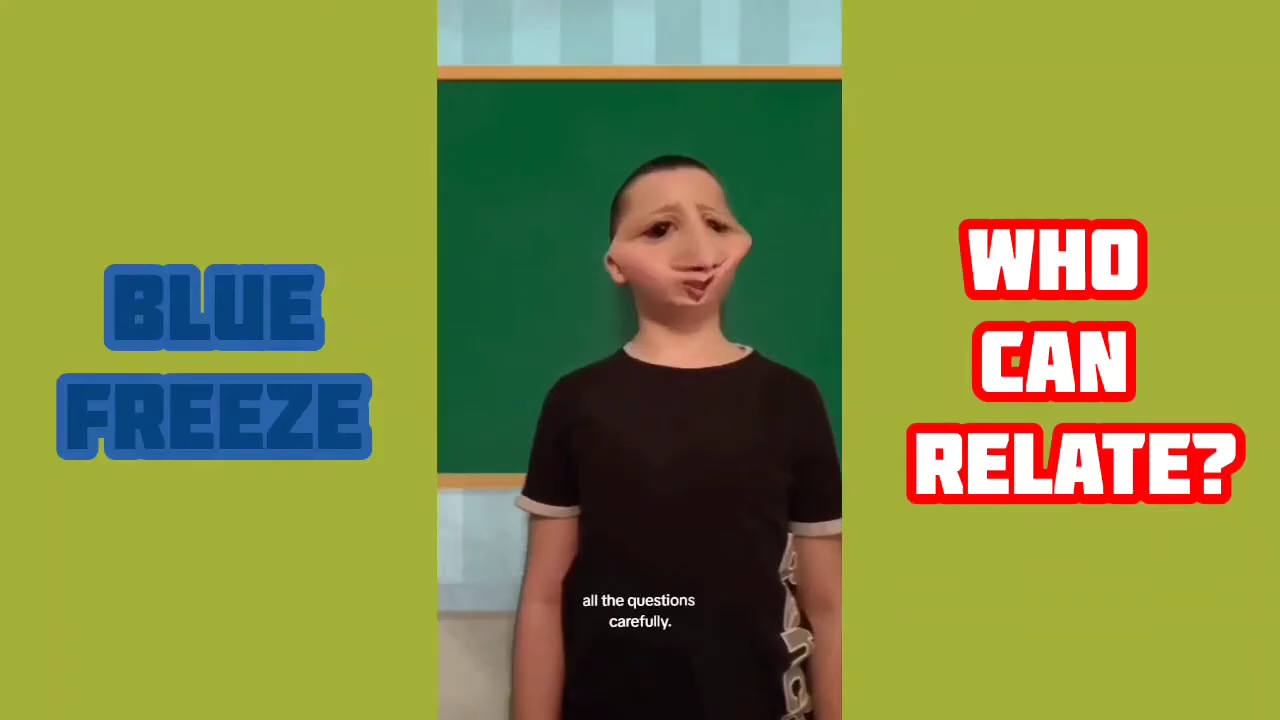 BLUE
FREEZE
WHO
CAN
RELATE?
all the questions
carefully.